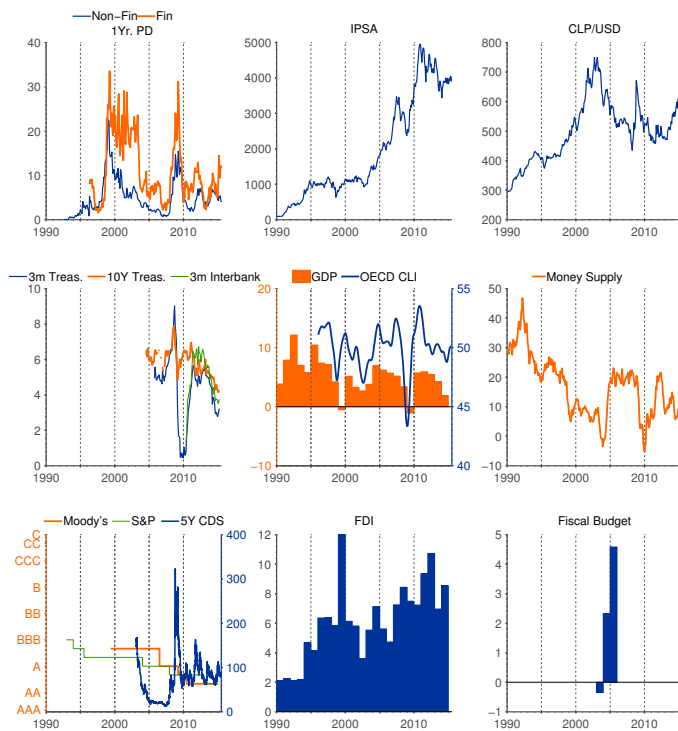 Non−Fin Fin
1Yr. PD
40
30
20
10
0
1990 2000 2010
IPSA
5000
4000
3000
2000
1000
0
1990 2000 2010
CLP/USD
800
700
600
500
400
300
200
1990 2000 2010
3m Treas. 10Y Treas. 3m Interbank
10
8
6
4
2
0
1990 2000 2010
GDP OECD CLI
20
10
0
−10
55
50
45
40
1990 2000 2010
Money Supply
50
40
30
20
10
0
−10
1990 2000 2010
Moody's S&P 5Y CDS
C
CC
CCC
B
BB
BBB
A
AA
AAA
400
300
200
100
0
1990 2000 2010
FDI
12
10
8
6
4
2
0
1990 2000 2010
Fiscal Budget
5
4
3
2
1
0
−1
1990 2000 2010